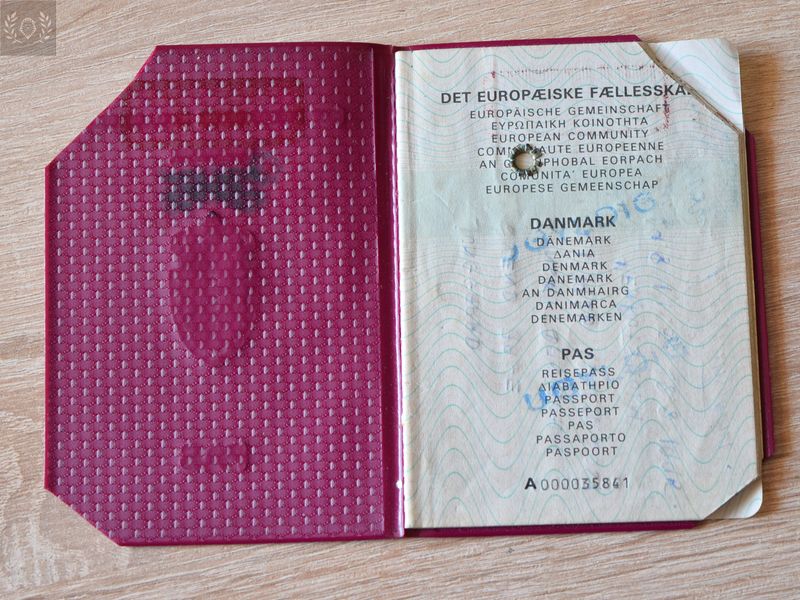 DET EUROPÆISKE FÆLLESSKA
EUROPÄISCHE GEMEINSCHAFT
ΕΥΡΩΠΑΙΚΗ ΚΟΙΝΟΤΗΤΑ
EUROPEAN COMMUNITY
COMMUNAUTE EUROPEENNE
AN EORPACH
COMUNITA' EUROPEA
EUROPESE GEMEENSCHAP
DANMARK
DÄNEMARK
ΔΑΝΙΑ
DENMARK
DANEMARK
AN DANMHAIRG
DANIMARCA
DENEMARKEN
PAS
REISEPASS
ΔΙΑΒΑΤΗΡΙΟ
PASSPORT
PASSEPORT
PAS
PASSAPORTO
PASPOORT
A000035841